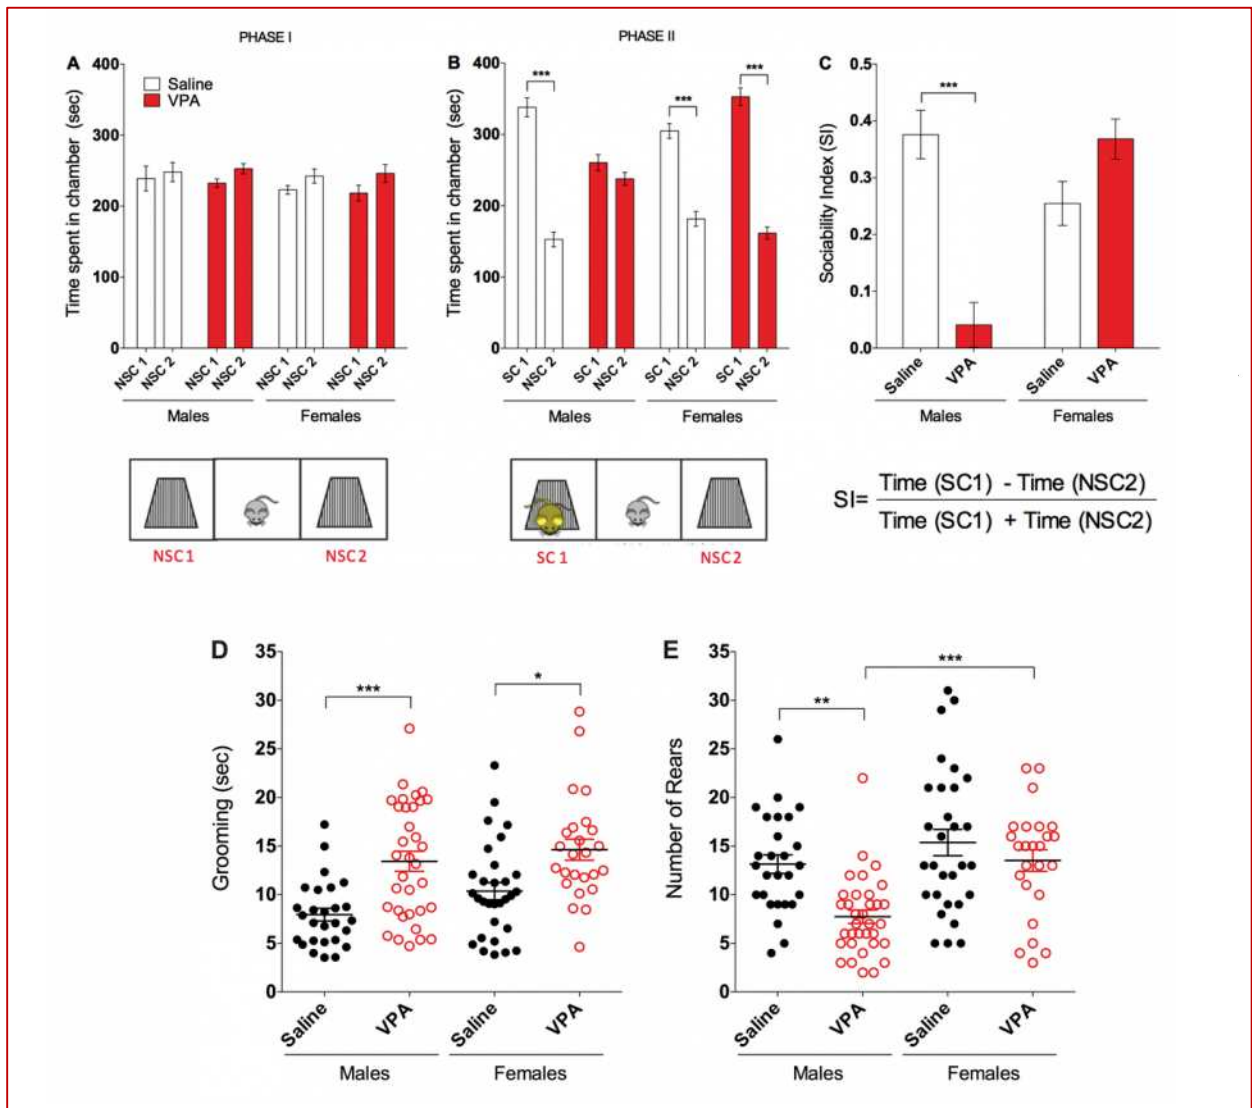 PHASE I
PHASE II
A
Time spent in chamber (sec)
400
300
200
100
0
Saline
VPA
NSC 1
NSC 2
NSC 1
NSC 2
NSC 1
NSC 2
NSC 1
NSC 2
Males
Females
B
Time spent in chamber (sec)
400
300
200
100
0
***
***
***
SC 1
NSC 2
SC 1
NSC 2
SC 1
NSC 2
SC 1
NSC 2
Males
Females
C
Sociability Index (SI)
0.5
0.4
0.3
0.2
0.1
0.0
***
Saline
VPA
Saline
VPA
Males
Females
NSC 1
NSC 2
SC 1
NSC 2
SI= Time (SC1) - Time (NSC2)
Time (SC1) + Time (NSC2)
D
Grooming (sec)
35
30
25
20
15
10
5
0
***
*
Saline
VPA
Saline
VPA
Males
Females
E
Number of Rears
35
30
25
20
15
10
5
0
**
***
Saline
VPA
Saline
VPA
Males
Females